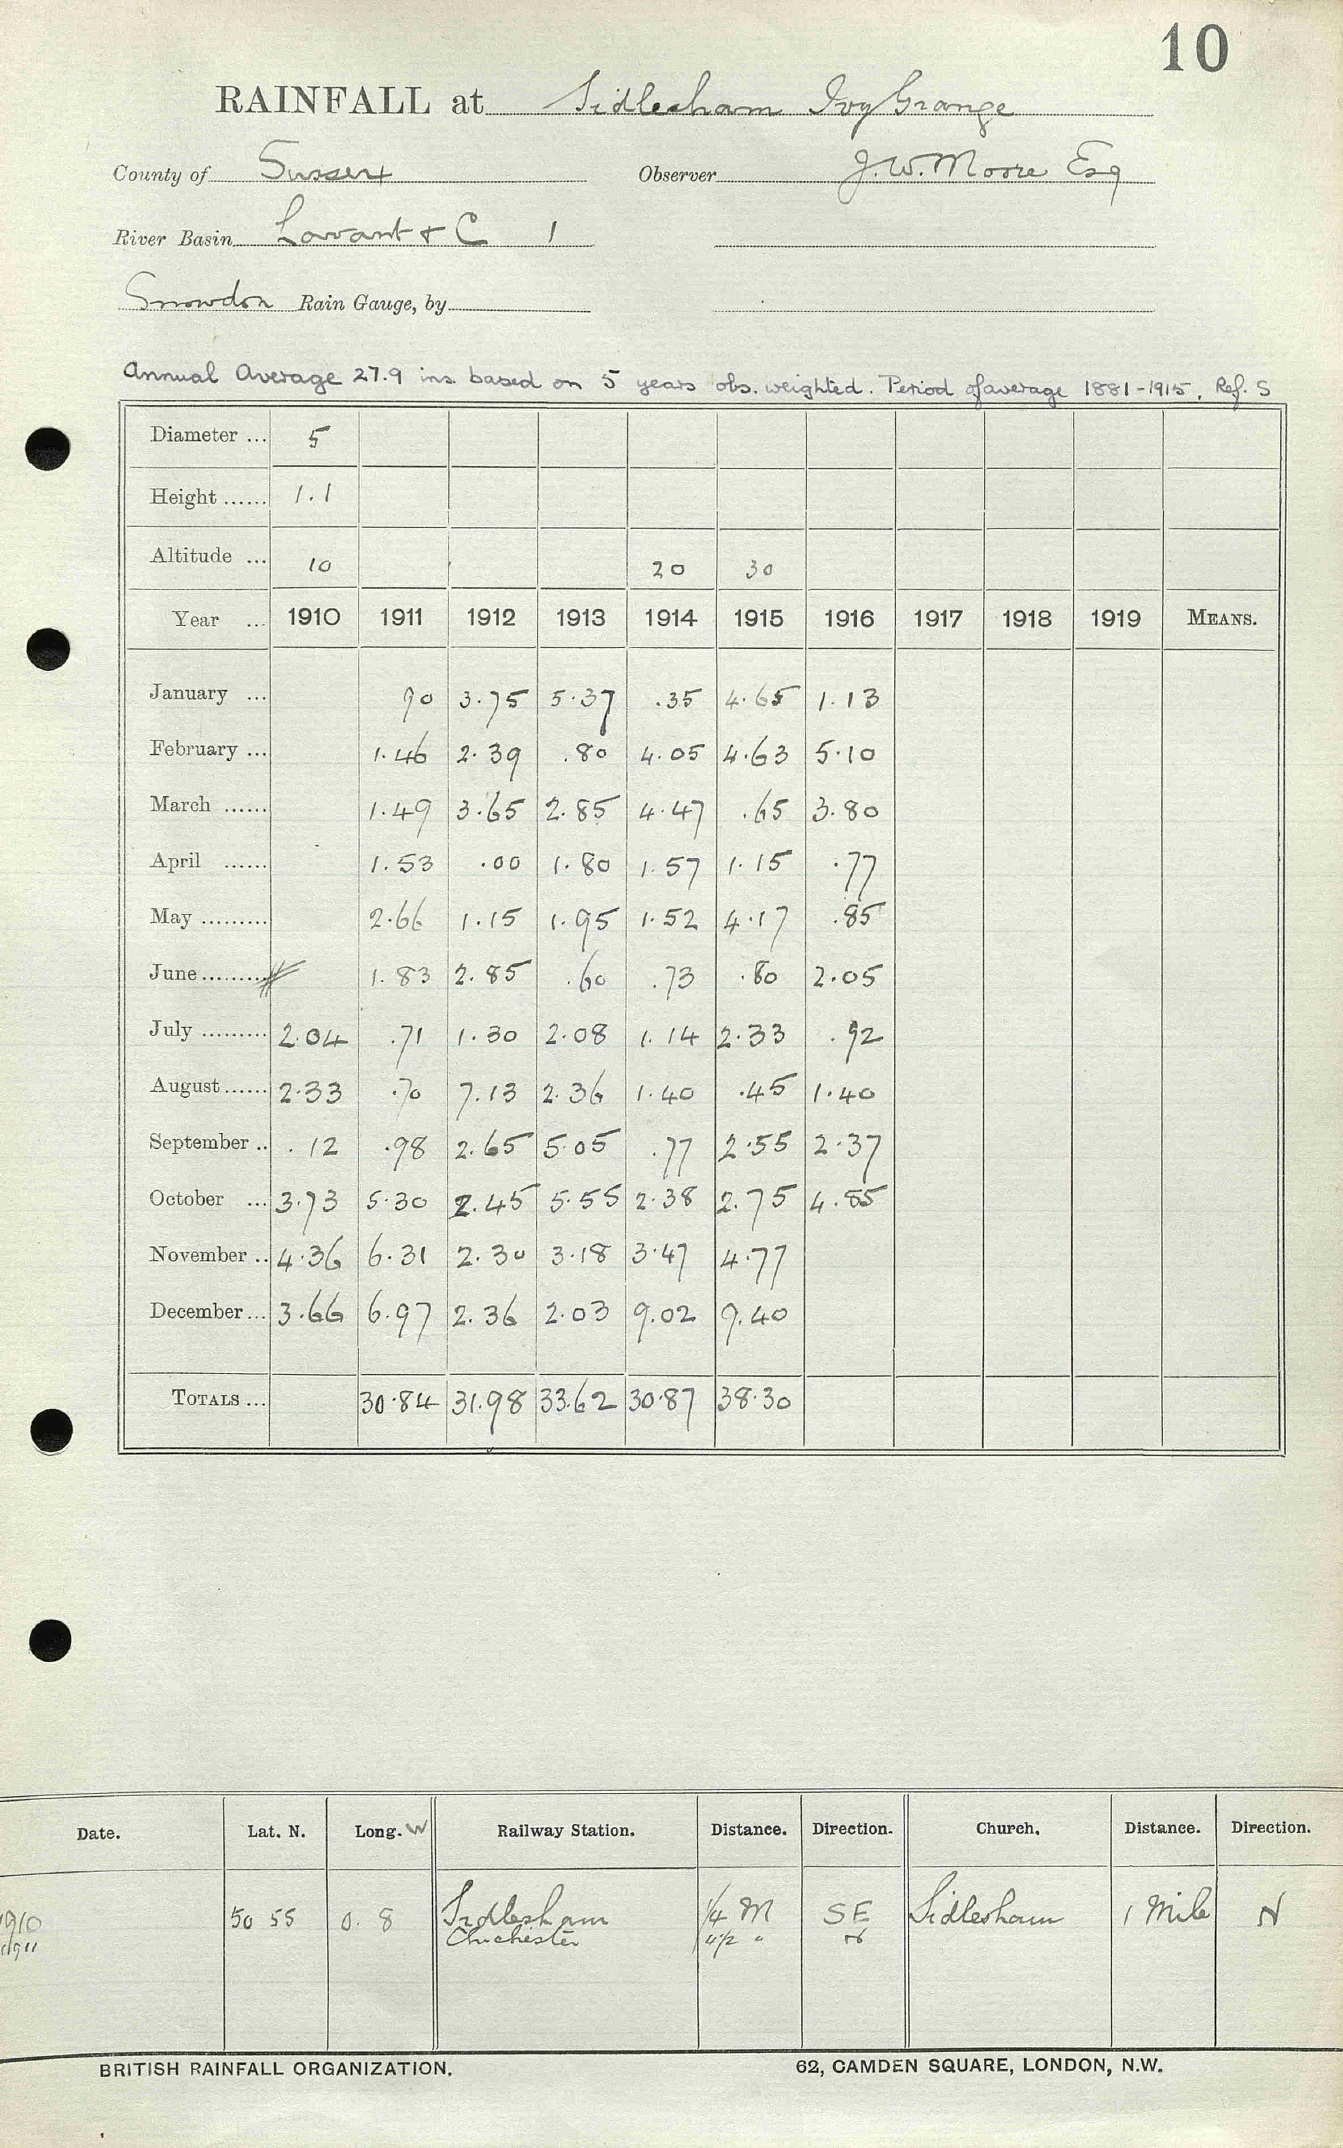 10
RAINFALL at Sidlesham Ivy Grange
County of Sussex Observer J.W. Moore Esq
River Basin Lavant & C 1
Snowdon Rain Gauge, by
Annual Average 27.9 ins. based on 5 years obs. weighted. Period of average 1881-1915. Ref. S
Diameter ... 5
Height ...... 1.1
Altitude ... 10 20 30
Year ... 1910 1911 1912 1913 1914 1915 1916 1917 1918 1919 MEANS.
January ... 90 3.75 5.37 .35 4.65 1.13
February ... 1.46 2.39 .80 4.05 4.63 5.10
March ...... 1.49 3.65 2.85 4.47 .65 3.80
April ...... 1.53 .00 1.80 1.57 1.15 .77
May ......... 2.66 1.15 1.95 1.52 4.17 .85
June ......... 1.83 2.85 .60 .73 .80 2.05
July ......... 2.04 .71 1.30 2.08 1.14 2.33 .92
August ...... 2.33 .70 7.13 2.36 1.40 .45 1.40
September .. .12 .98 2.65 5.05 .77 2.55 2.37
October ... 3.73 5.30 2.45 5.55 2.38 2.75 4.85
November .. 4.36 6.31 2.30 3.18 3.47 4.77
December ... 3.66 6.97 2.36 2.03 9.02 9.40
TOTALS ... 30.84 31.98 33.62 30.87 38.30
Date. Lat. N. Long. W Railway Station. Distance. Direction. Church. Distance. Direction.
1910 50 55 0. 8 Sidlesham 1/4 M SE Sidlesham 1 Mile N
1911 Chichester 4 1/2 " N
BRITISH RAINFALL ORGANIZATION. 62, CAMDEN SQUARE, LONDON, N.W.